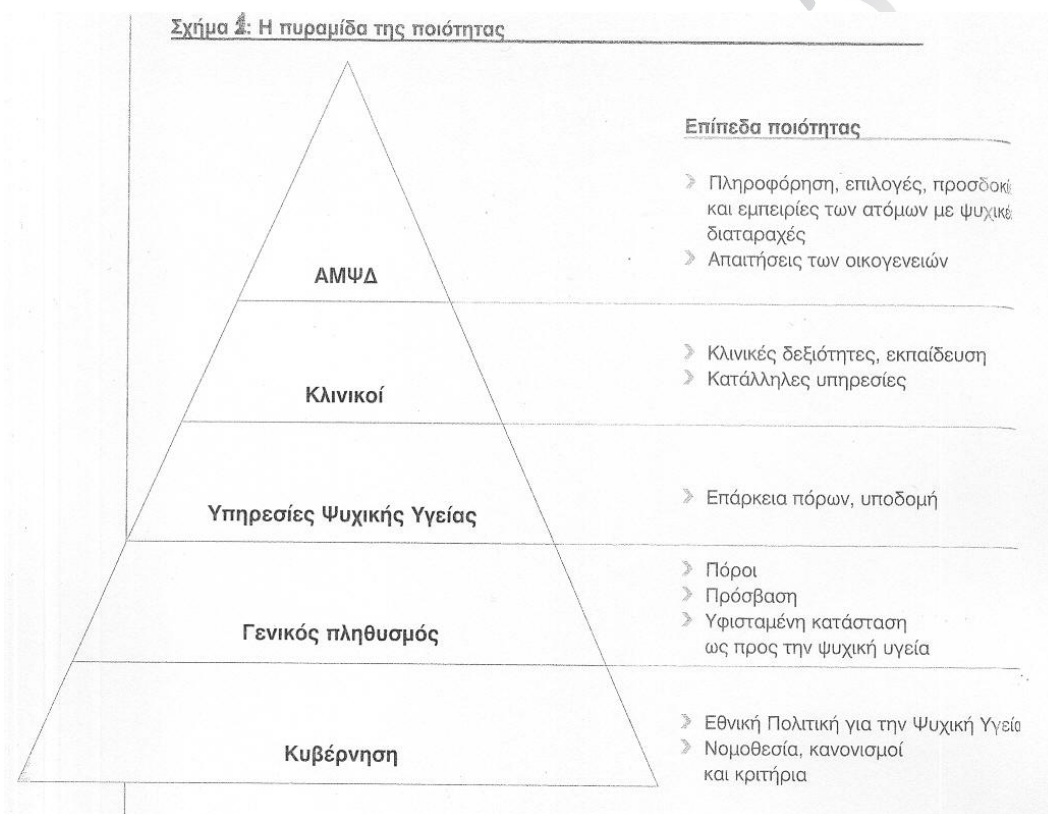 Σχήμα 1: Η πυραμίδα της ποιότητας
Επίπεδα ποιότητας
Πληροφόρηση, επιλογές, προσδοκί
και εμπειρίες των ατόμων με ψυχικέ
διαταραχές
Απαιτήσεις των οικογενειών
ΑΜΨΔ
Κλινικές δεξιότητες, εκπαίδευση
Κατάλληλες υπηρεσίες
Κλινικοί
Επάρκεια πόρων, υποδομή
Υπηρεσίες Ψυχικής Υγείας
Πόροι
Πρόσβαση
Υφισταμένη κατάσταση
ως προς την ψυχική υγεία
Γενικός πληθυσμός
Εθνική Πολιτική για την Ψυχική Υγεία
Νομοθεσία, κανονισμοί
και κριτήρια
Κυβέρνηση